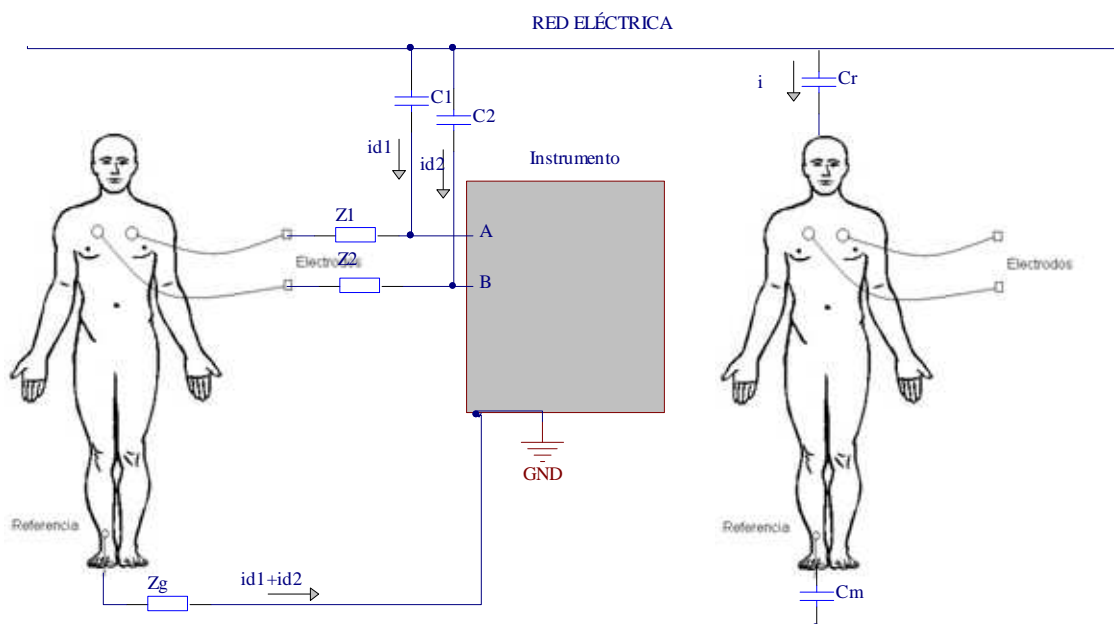 RED ELÉCTRICA
C1
C2
id1
id2
Instrumento
Z1
A
Electrodos
Z2
B
GND
Referencia
Zg
id1+id2
i
Cr
Electrodos
Referencia
Cm